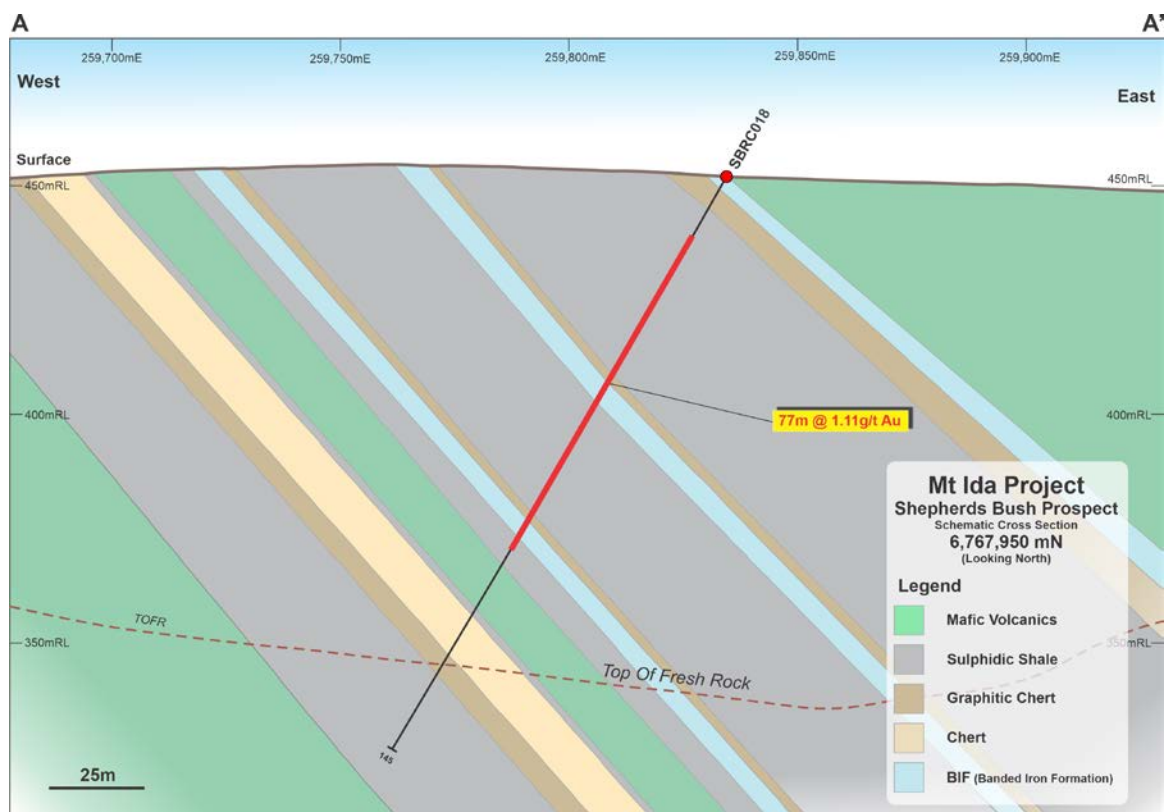 A
A'
259,700mE
259,750mE
259,800mE
259,850mE
259,900mE
West
East
SBRC018
Surface
450mRL
450mRL
400mRL
400mRL
77m @ 1.11g/t Au
350mRL
350mRL
TOFR
Top Of Fresh Rock
145
25m
Mt Ida Project
Shepherds Bush Prospect
Schematic Cross Section
6,767,950 mN
(Looking North)
Legend
Mafic Volcanics
Sulphidic Shale
Graphitic Chert
Chert
BIF (Banded Iron Formation)